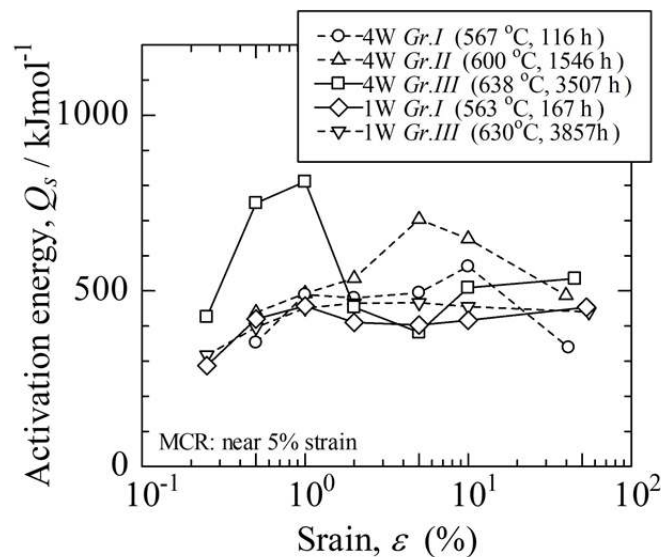 4W Gr.I (567 °C, 116 h)
4W Gr.II (600 °C, 1546 h)
4W Gr.III (638 °C, 3507 h)
1W Gr.I (563 °C, 167 h)
1W Gr.III (630°C, 3857h)
1000
500
0
Activation energy, Qs / kJmol⁻¹
MCR: near 5% strain
10⁻¹ 10⁰ 10¹ 10²
Srain, ε (%)